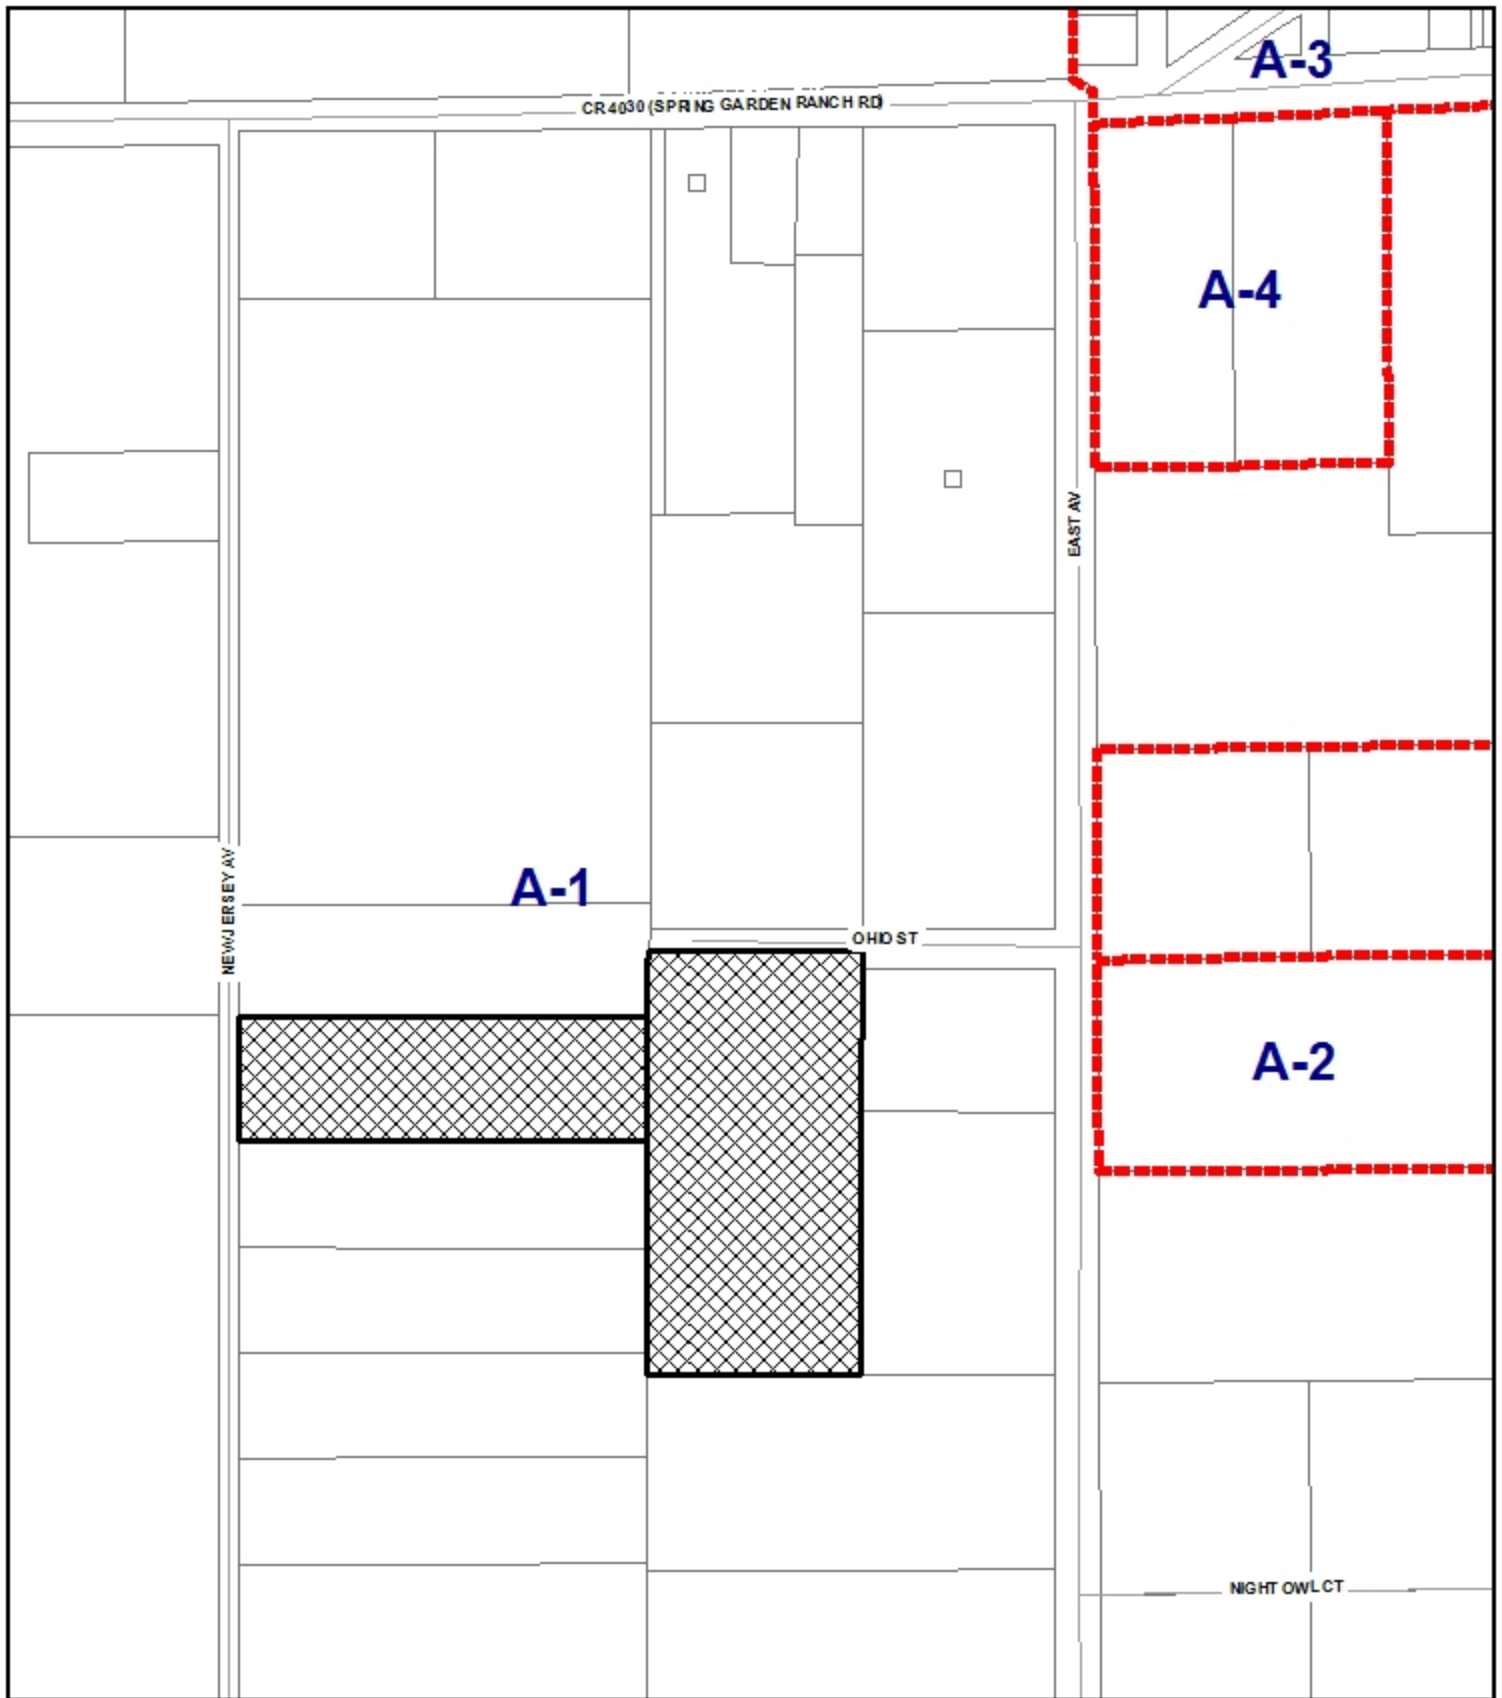 A-3
CR 4030 (SPRING GARDEN RANCH RD)
A-4
EAST AV
A-1
NEW JERSEY AV
OHIO ST
A-2
NIGHT OWL CT